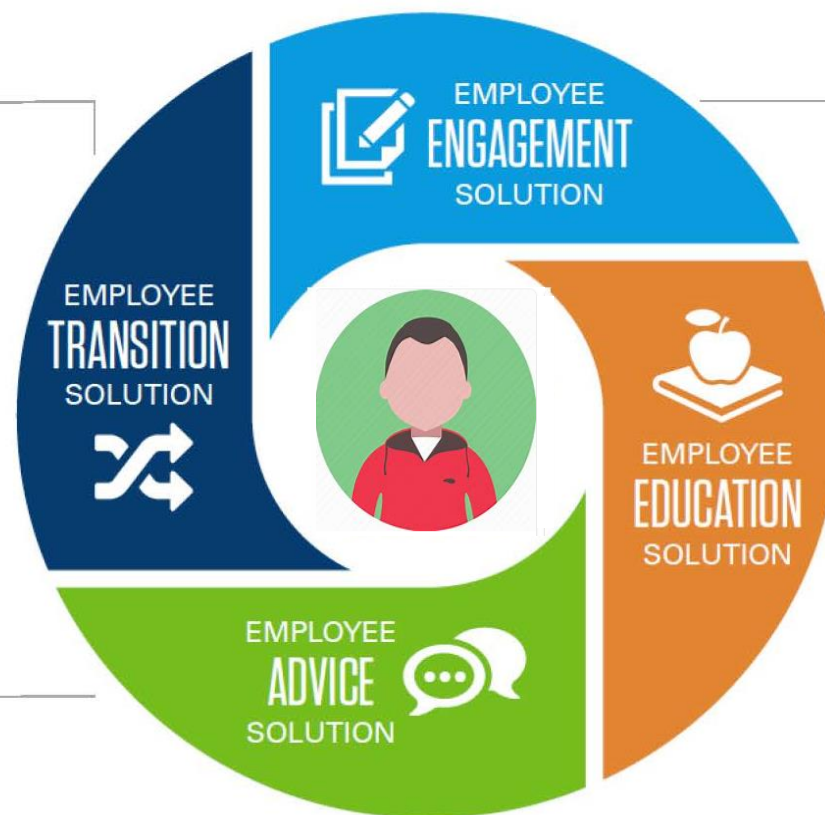 EMPLOYEE
ENGAGEMENT
SOLUTION
EMPLOYEE
EDUCATION
SOLUTION
EMPLOYEE
ADVICE
SOLUTION
EMPLOYEE
TRANSITION
SOLUTION